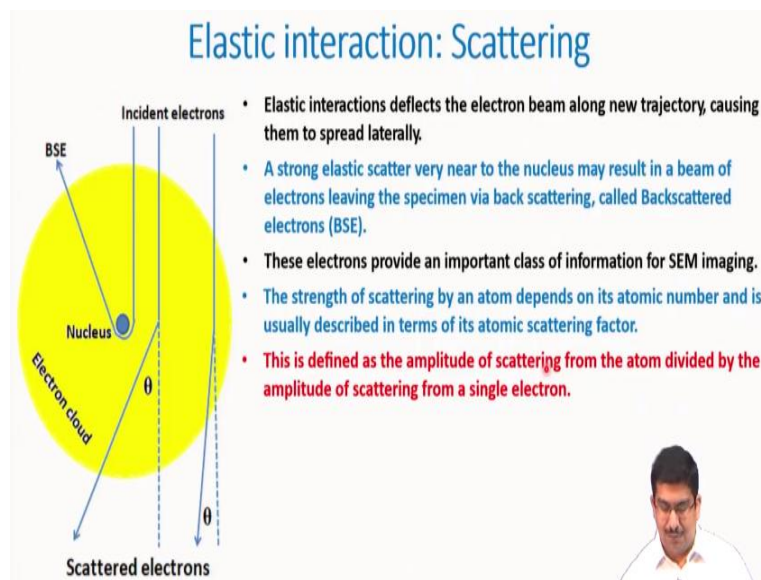 Elastic interaction: Scattering
Incident electrons
BSE
Nucleus
Electron cloud
θ
θ
Scattered electrons
• Elastic interactions deflects the electron beam along new trajectory, causing
them to spread laterally.
• A strong elastic scatter very near to the nucleus may result in a beam of
electrons leaving the specimen via back scattering, called Backscattered
electrons (BSE).
• These electrons provide an important class of information for SEM imaging.
• The strength of scattering by an atom depends on its atomic number and is
usually described in terms of its atomic scattering factor.
• This is defined as the amplitude of scattering from the atom divided by the
amplitude of scattering from a single electron.